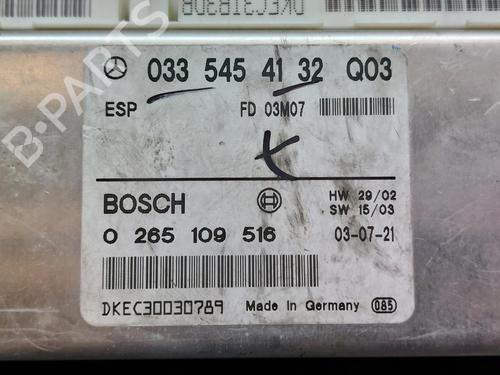 DKEC318308
033 545 41 32 Q03
ESP FD 03M07
BOSCH HW 29/02
SW 15/03
0 265 109 516 03-07-21
DKEC30030789 Made in Germany 085
B-PARTS